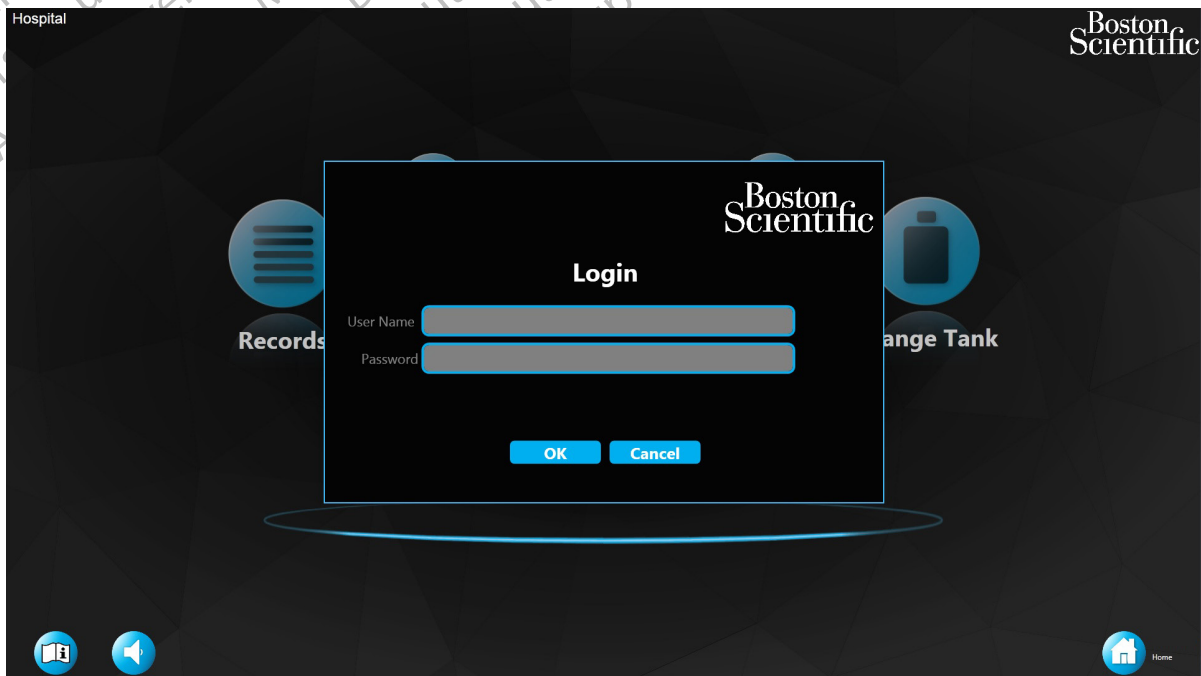 Hospital
Boston
Scientific
Boston
Scientific
Login
User Name
Password
Records
ange Tank
OK
Cancel
Home